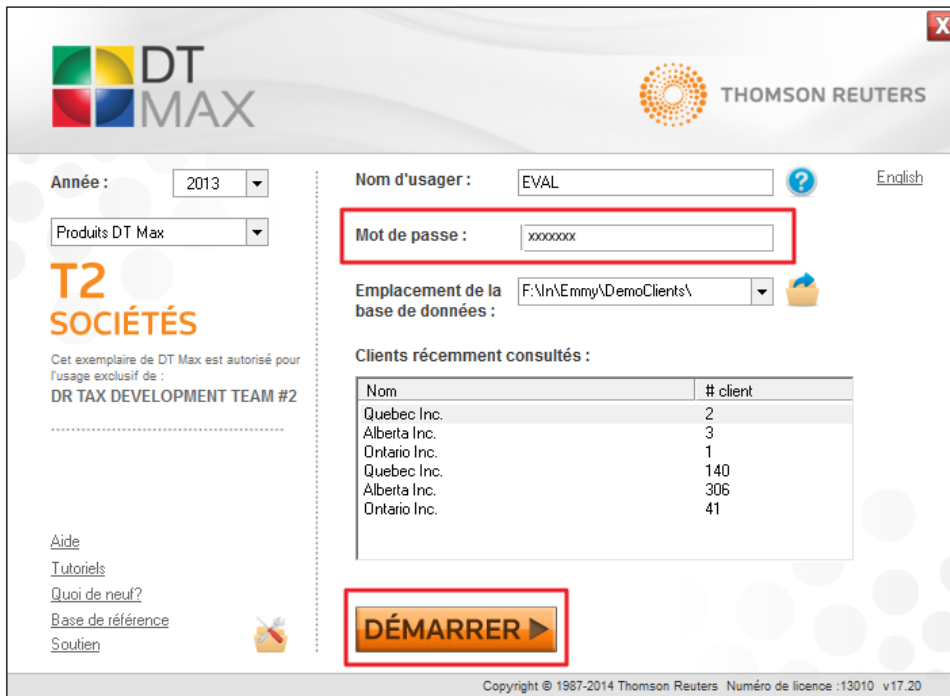 X
DT
MAX
THOMSON REUTERS
Année :
2013
Produits DT Max
T2
SOCIÉTÉS
Cet exemplaire de DT Max est autorisé pour
l'usage exclusif de :
DR TAX DEVELOPMENT TEAM #2
Aide
Tutoriels
Quoi de neuf?
Base de référence
Soutien
Nom d'usager :
EVAL
?
English
Mot de passe :
xxxxxxx
Emplacement de la
base de données :
F:\In\Emmy\DemoClients\
Clients récemment consultés :
Nom # client
Quebec Inc. 2
Alberta Inc. 3
Ontario Inc. 1
Quebec Inc. 140
Alberta Inc. 306
Ontario Inc. 41
DÉMARRER
Copyright © 1987-2014 Thomson Reuters Numéro de licence :13010 v17.20